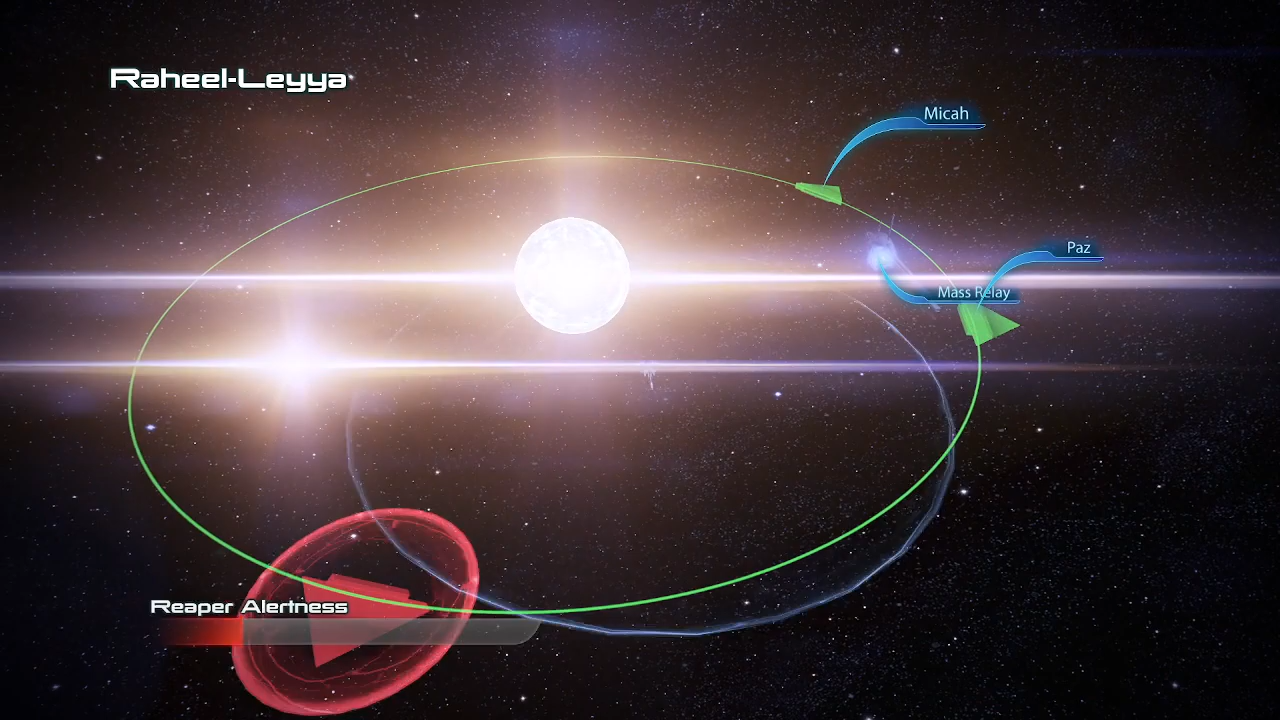 Raheel-Leyya
Micah
Paz
Mass Relay
Reaper Alertness